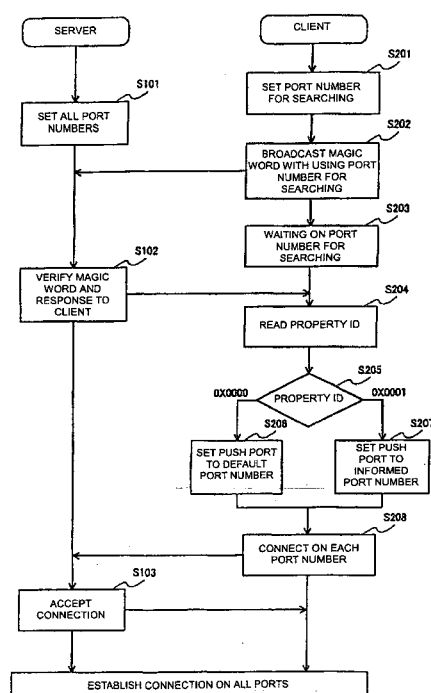 SERVER
CLIENT
S201
SET PORT NUMBER
FOR SEARCHING
S101
SET ALL PORT
NUMBERS
S202
BROADCAST MAGIC
WORD WITH USING PORT
NUMBER FOR
SEARCHING
S203
WAITING ON PORT
NUMBER FOR
SEARCHING
S102
VERIFY MAGIC
WORD AND
RESPONSE TO
CLIENT
S204
READ PROPERTY ID
S205
0X0000
PROPERTY ID
0X0001
S206
SET PUSH PORT
TO DEFAULT
PORT NUMBER
S207
SET PUSH PORT
TO INFORMED
PORT NUMBER
S208
CONNECT ON EACH
PORT NUMBER
S103
ACCEPT
CONNECTION
ESTABLISH CONNECTION ON ALL PORTS